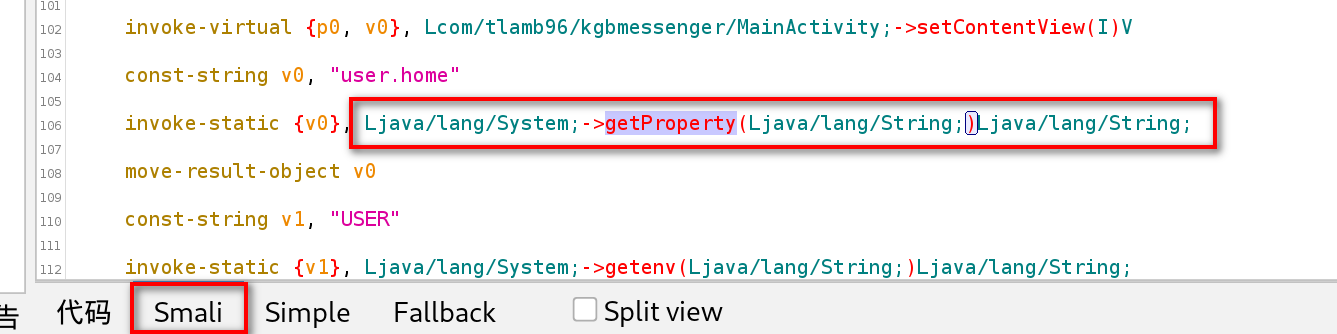 101
102 invoke-virtual {p0, v0}, Lcom/tlamb96/kgbmessenger/MainActivity;->setContentView(I)V
103
104 const-string v0, "user.home"
105
106 invoke-static {v0}, Ljava/lang/System;->getProperty(Ljava/lang/String;)Ljava/lang/String;
107
108 move-result-object v0
109
110 const-string v1, "USER"
111
112 invoke-static {v1}, Ljava/lang/System;->getenv(Ljava/lang/String;)Ljava/lang/String;
告 代码 Smali Simple Fallback Split view